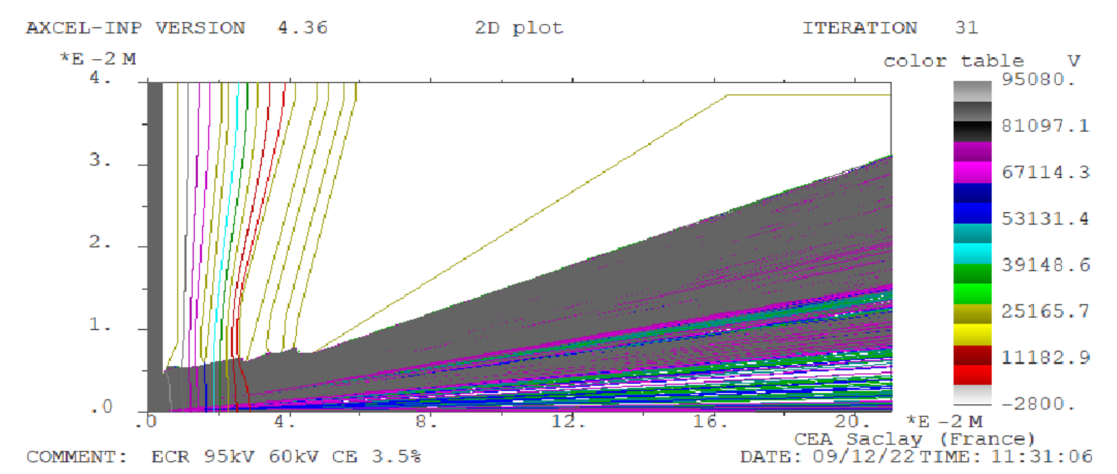 AXCEL-INP VERSION 4.36 2D plot ITERATION 31
*E -2 M color table V
4. 95080.
81097.1
3.
67114.3
2. 53131.4
39148.6
1. 25165.7
11182.9
.0 -2800.
.0 4. 8. 12. 16. 20. *E -2 M
CEA Saclay (France)
COMMENT: ECR 95kV 60kV CE 3.5% DATE: 09/12/22 TIME: 11:31:06